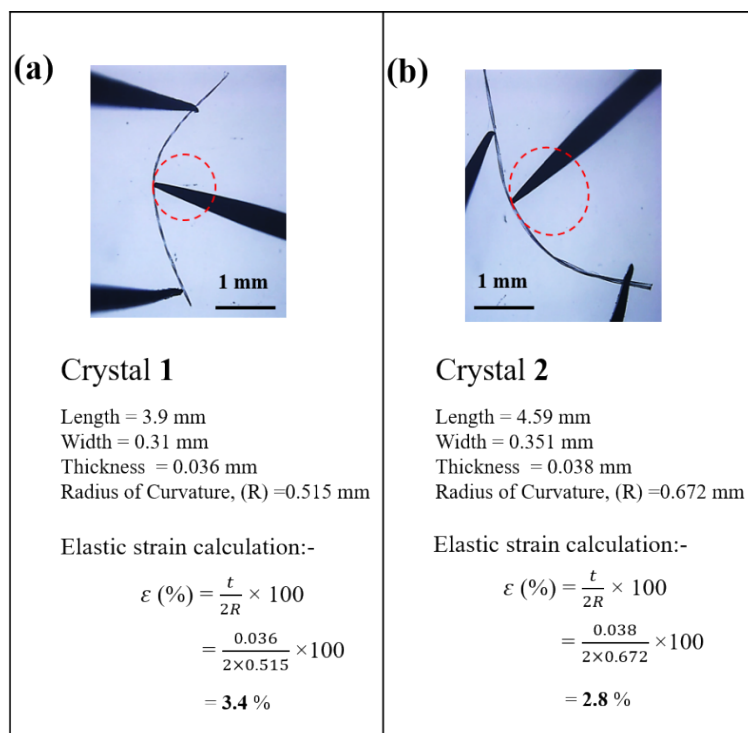 (a)
1 mm
Crystal 1
Length = 3.9 mm
Width = 0.31 mm
Thickness = 0.036 mm
Radius of Curvature, (R) =0.515 mm
Elastic strain calculation:-
ε (%) = t/2R × 100
= 0.036/2×0.515 ×100
= 3.4 %
(b)
1 mm
Crystal 2
Length = 4.59 mm
Width = 0.351 mm
Thickness = 0.038 mm
Radius of Curvature, (R) =0.672 mm
Elastic strain calculation:-
ε (%) = t/2R × 100
= 0.038/2×0.672 ×100
= 2.8 %